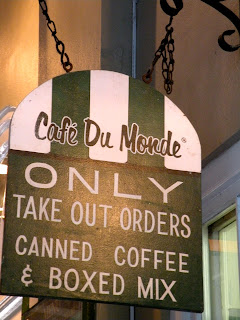 Café Du Monde®
ONLY
TAKE OUT ORDERS
CANNED COFFEE
& BOXED MIX